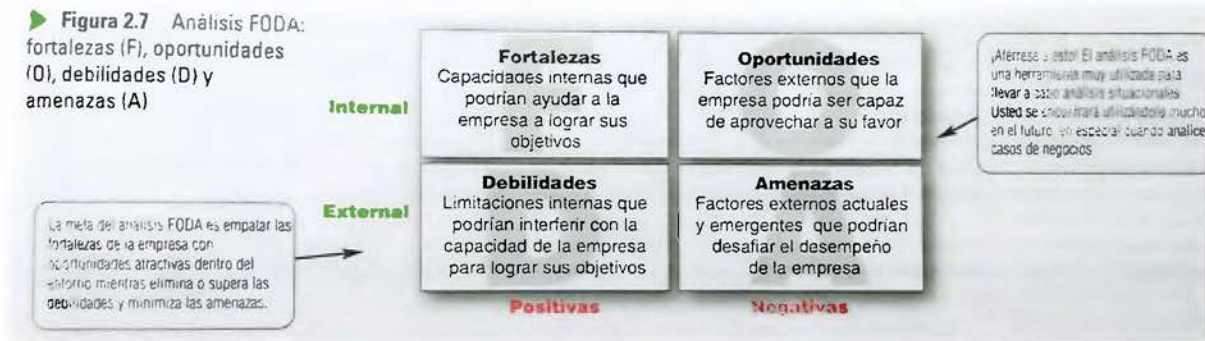 Figura 2.7 Análisis FODA:
fortalezas (F), oportunidades
(O), debilidades (D) y
amenazas (A)
Internal
External
Fortalezas
Capacidades internas que
podrían ayudar a la
empresa a lograr sus
objetivos
Oportunidades
Factores externos que la
empresa podría ser capaz
de aprovechar a su favor
Debilidades
Limitaciones internas que
podrían interferir con la
capacidad de la empresa
para lograr sus objetivos
Amenazas
Factores externos actuales
y emergentes que podrían
desafiar el desempeño
de la empresa
Positivas
Negativas
¡Aférrese a esto! El análisis FODA es
una herramienta muy utilizada para
llevar a cabo análisis situacionales
Usted se encontrará utilizándolo mucho
en el futuro, en especial cuando analice
casos de negocios
La meta del análisis FODA es empatar las
fortalezas de la empresa con
oportunidades atractivas dentro del
entorno mientras elimina o supera las
debilidades y minimiza las amenazas.